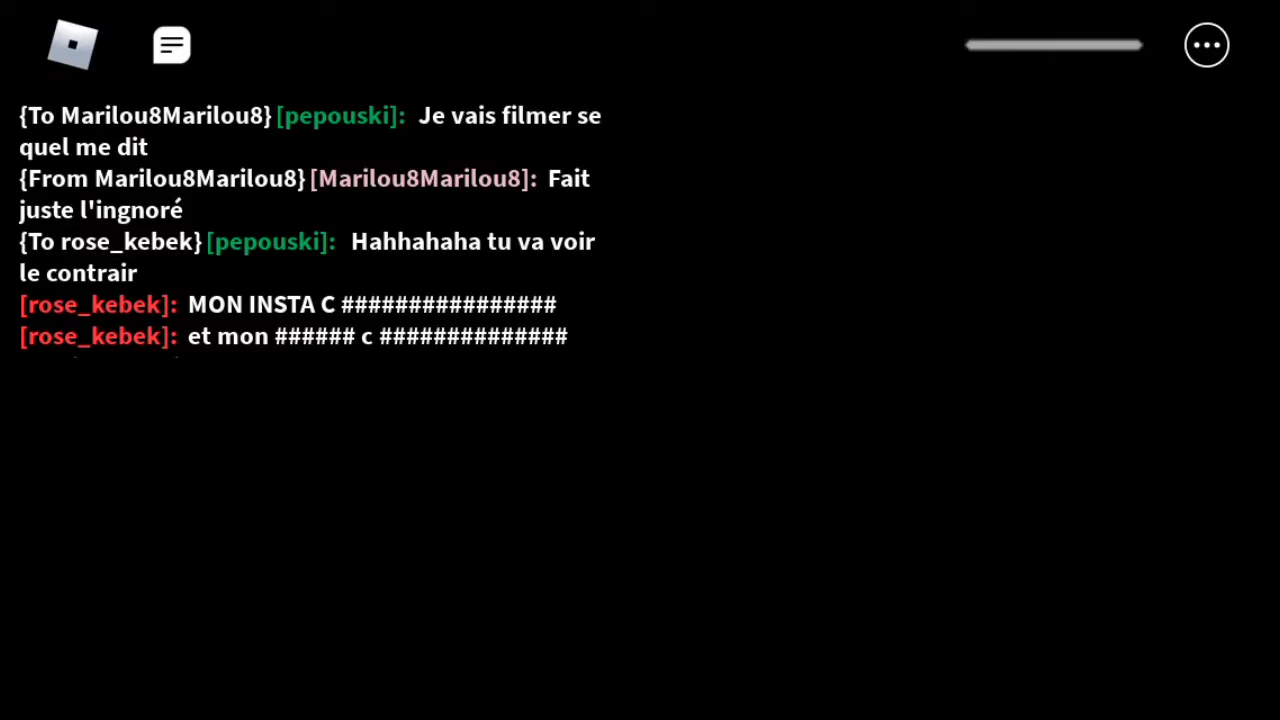 {To Marilou8Marilou8} [pepouski]: Je vais filmer se
quel me dit
{From Marilou8Marilou8} [Marilou8Marilou8]: Fait
juste l'ingnoré
{To rose_kebek} [pepouski]: Hahhahaha tu va voir
le contrair
[rose_kebek]: MON INSTA C ################
[rose_kebek]: et mon ###### c ##############